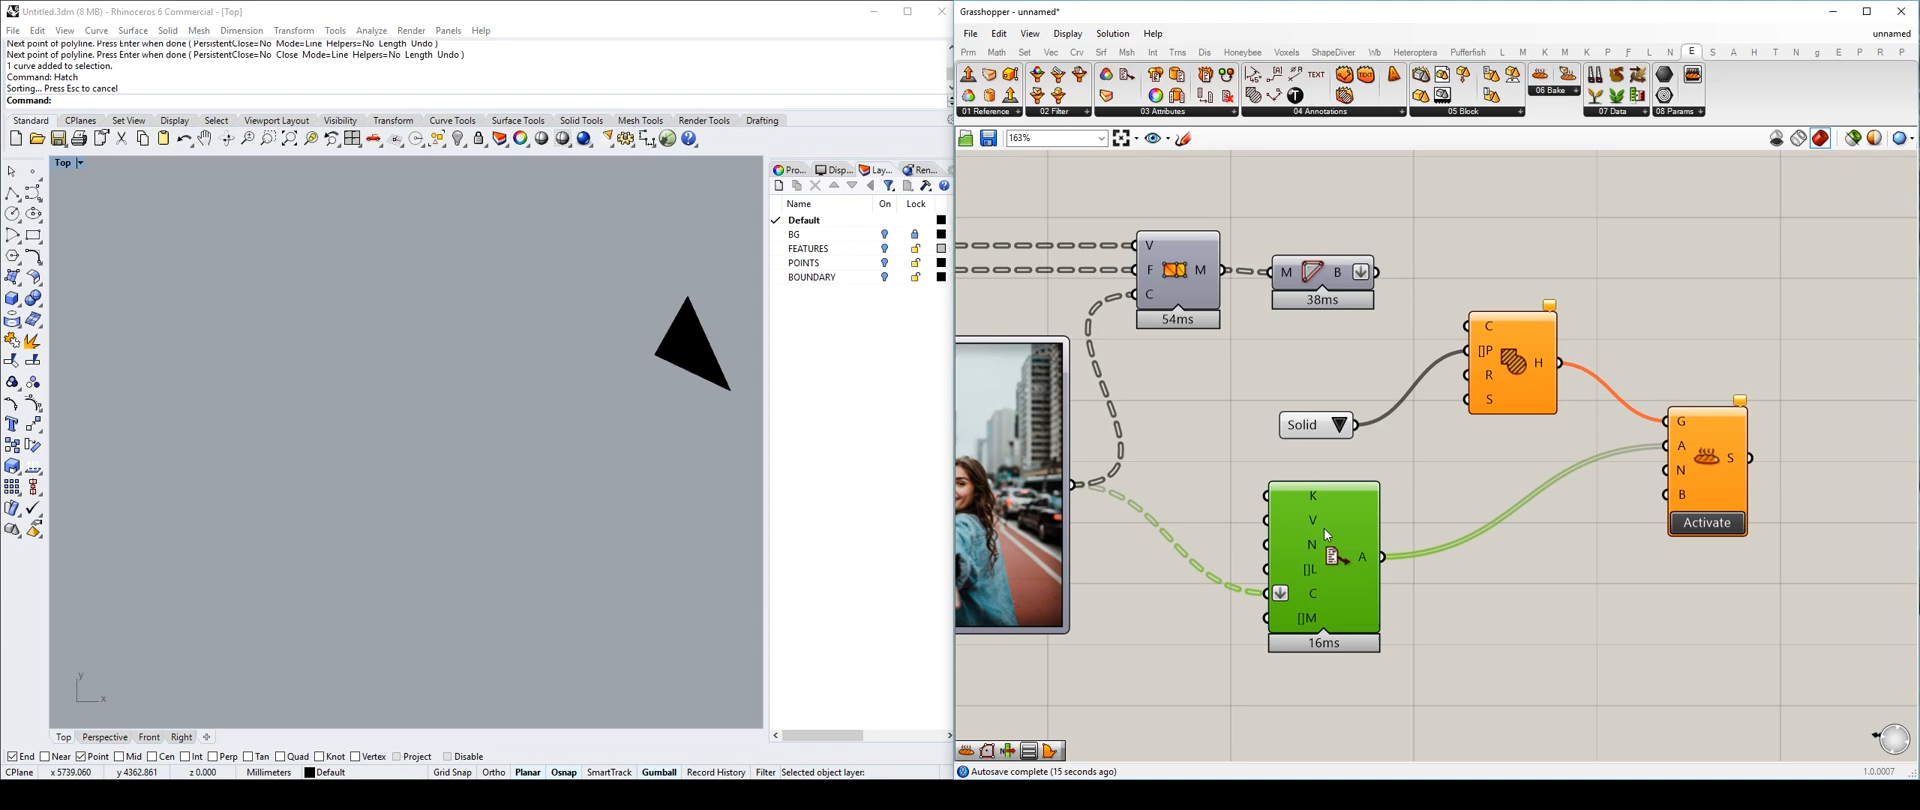 Untitled.3dm (8 MB) - Rhinoceros 6 Commercial - [Top]
File Edit View Curve Surface Solid Mesh Dimension Transform Tools Analyze Render Panels Help
Next point of polyline. Press Enter when done ( PersistentClose=No Mode=Line Helpers=No Length Undo )
Next point of polyline. Press Enter when done ( PersistentClose=No Close Mode=Line Helpers=No Length Undo )
1 curve added to selection.
Command: Hatch
Sorting... Press Esc to cancel
Command:
Standard CPlanes Set View Display Select Viewport Layout Visibility Transform Curve Tools Surface Tools Solid Tools Mesh Tools Render Tools Drafting
Top
Pro... Disp... Lay... Ren...
Name On Lock
Default
BG
FEATURES
POINTS
BOUNDARY
y
x
Top Perspective Front Right
End Near Point Mid Cen Int Perp Tan Quad Knot Vertex Project Disable
CPlane x 5739.060 y 4362.861 z 0.000 Millimeters Default Grid Snap Ortho Planar Osnap SmartTrack Gumball Record History Filter Selected object layer:
Grasshopper - unnamed*
File Edit View Display Solution Help unnamed
Prm Math Set Vec Crv Srf Msh Int Trns Dis Honeybee Voxels ShapeDiver Wb Heteroptera Pufferfish L M K M K P F L N E S A H T N g E P R P
TEXT
TEXT
T
01 Reference 02 Filter 03 Attributes 04 Annotations 05 Block 06 Bake 07 Data 08 Params
163%
V
F M
C
54ms
M B
38ms
C
[]P H
R
S
Solid
G
A
N S
B
Activate
K
V
N A
[]L
C
[]M
16ms
Autosave complete (15 seconds ago) 1.0.0007